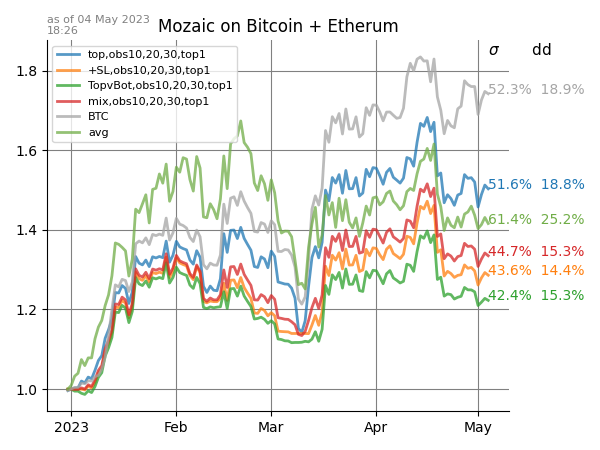 as of 04 May 2023
18:26
Mozaic on Bitcoin + Etherum
σ dd
top,obs10,20,30,top1
+SL,obs10,20,30,top1
TopvBot,obs10,20,30,top1
mix,obs10,20,30,top1
BTC
avg
1.8
1.6
1.4
1.2
1.0
52.3% 18.9%
51.6% 18.8%
61.4% 25.2%
44.7% 15.3%
43.6% 14.4%
42.4% 15.3%
2023 Feb Mar Apr May